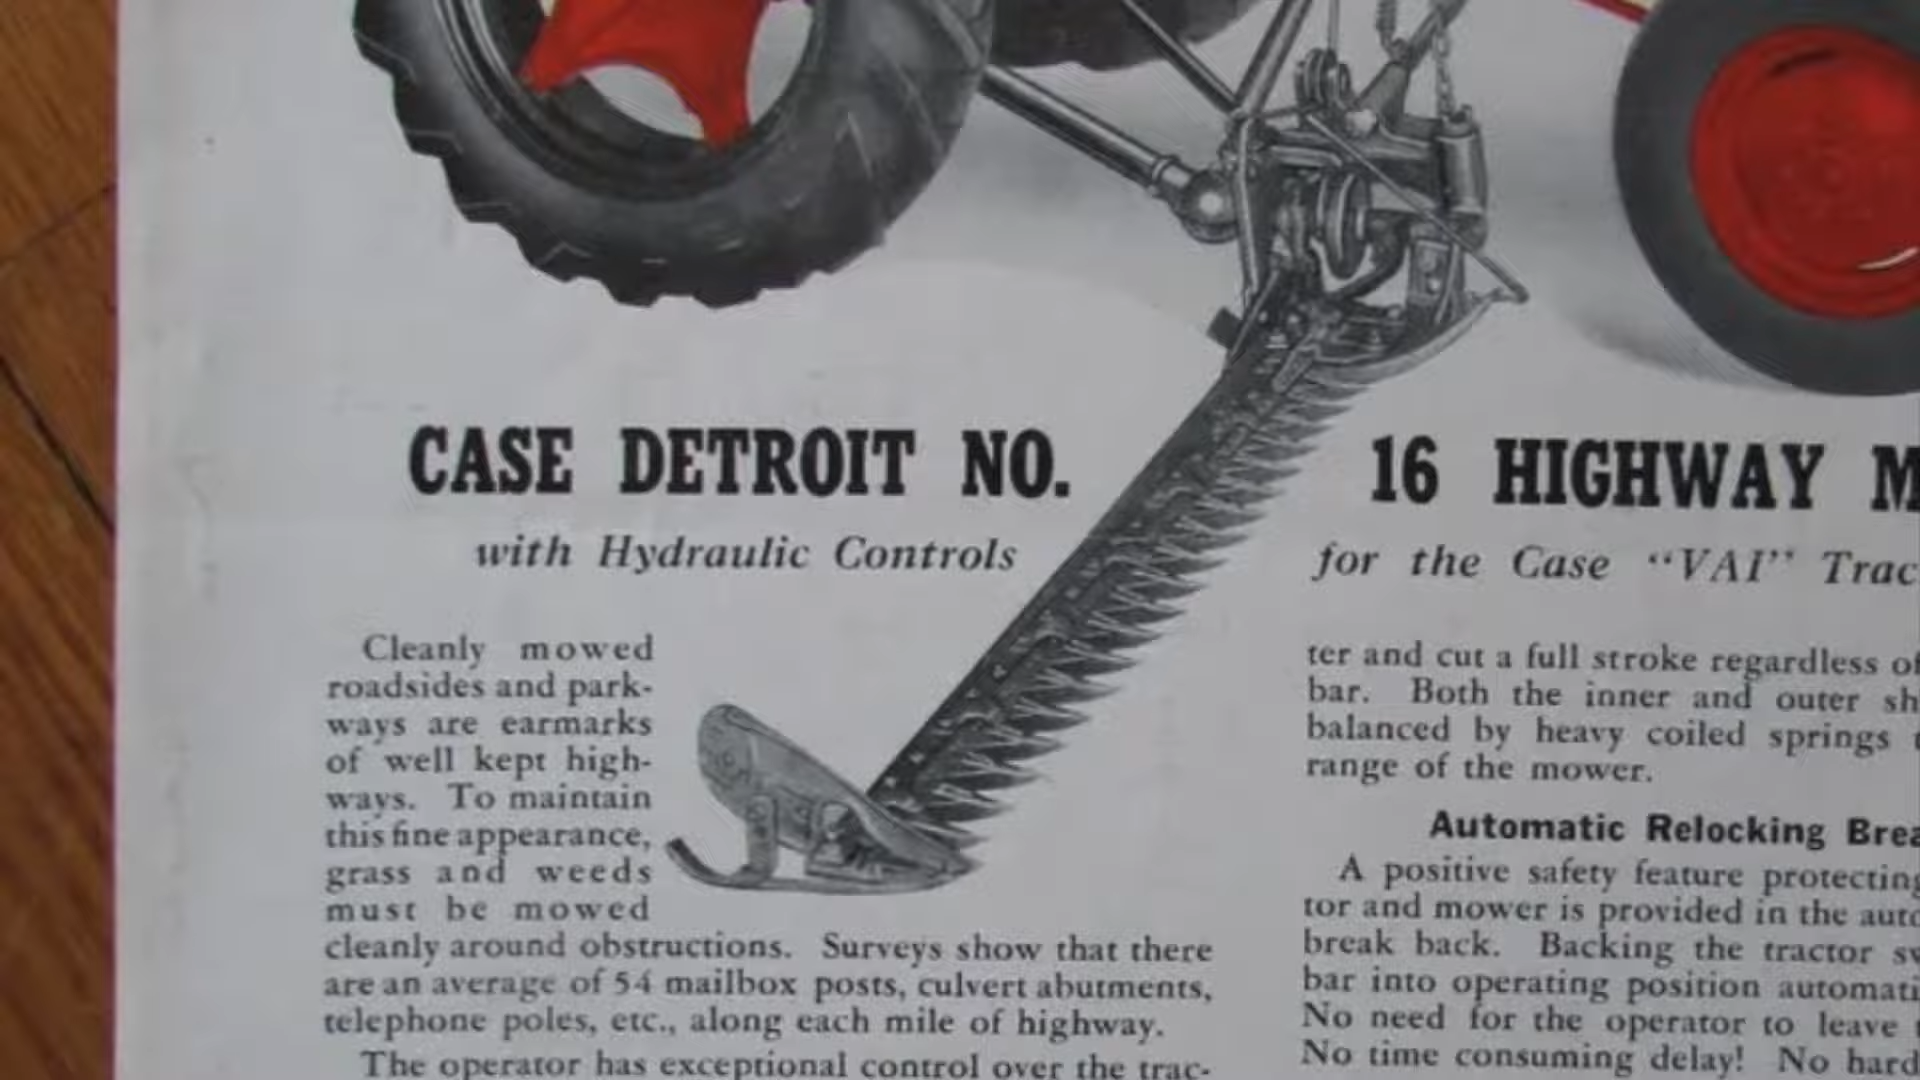 CASE DETROIT NO. 16 HIGHWAY
with Hydraulic Controls for the Case "VAI"
Cleanly mowed
roadsides and park-
ways are earmarks
of well kept high-
ways. To maintain
this fine appearance,
grass and weeds
must be mowed
cleanly around obstructions. Surveys show that there
are an average of 54 mailbox posts, culvert abutments,
telephone poles, etc., along each mile of highway.
The operator has exceptional control over the trac-
ter and cut a full stroke regardless of
bar. Both the inner and outer
balanced by heavy coiled springs
range of the mower.
Automatic Relocking
A positive safety feature protecting
tor and mower is provided in the
break back. Backing the tractor
bar into operating position
No need for the operator to leave
No time consuming delay! No hard